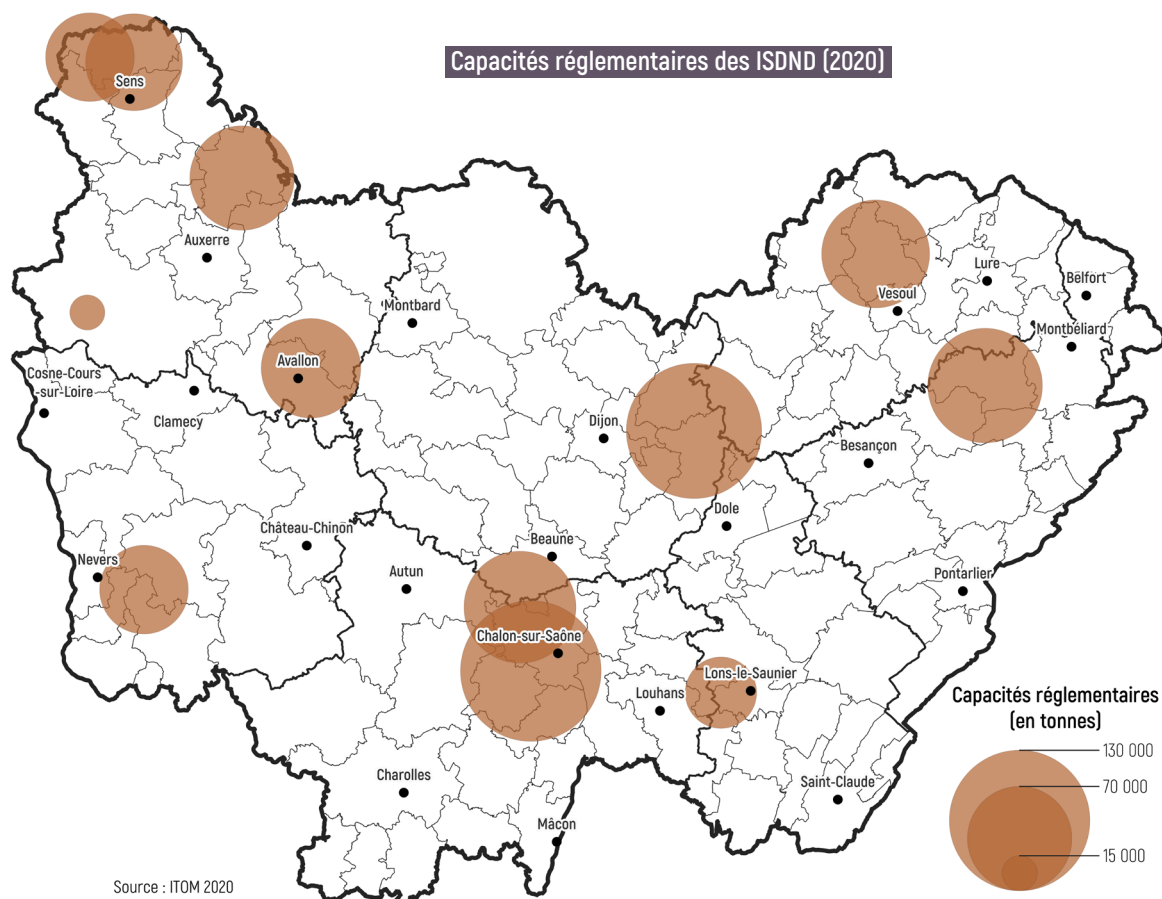 Capacités réglementaires des ISDND (2020)
Sens
Auxerre
Montbard
Avallon
Cosne-Cours
-sur-Loire
Clamecy
Vesoul
Lure
Belfort
Montbéliard
Dijon
Besançon
Dole
Château-Chinon
Nevers
Beaune
Autun
Pontarlier
Chalon-sur-Saône
Louhans
Lons-le-Saunier
Charolles
Saint-Claude
Mâcon
Capacités réglementaires
(en tonnes)
130 000
70 000
15 000
Source : ITOM 2020